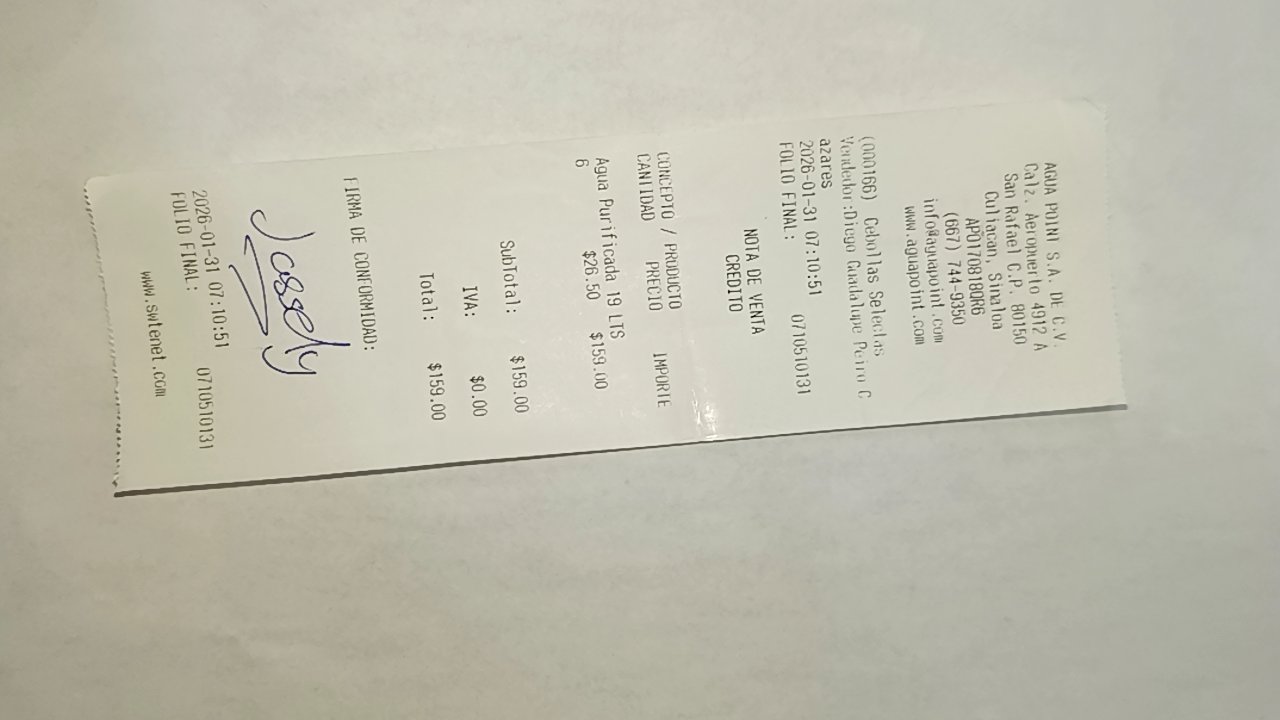 AGUA POINT S.A. DE C.V.
Calz. Aeropuerto 4912 A
San Rafael C.P. 80150
Culiacan, Sinaloa
APO170818QR6
(667) 744-9350
info@aguapoint.com
www.aguapoint.com
(000166) Cebollas Selectas
Vendedor:Diego Guadalupe Peiro C
azares
2026-01-31 07:10:51 0710510131
FOLIO FINAL:
NOTA DE VENTA
CREDITO
CONCEPTO / PRODUCTO
CANTIDAD PRECIO IMPORTE
Agua Purificada 19 LTS
6 $26.50 $159.00
SubTotal: $159.00
IVA: $0.00
Total: $159.00
FIRMA DE CONFORMIDAD:
Jossely
2026-01-31 07:10:51
FOLIO FINAL: 0710510131
www.swtenet.com